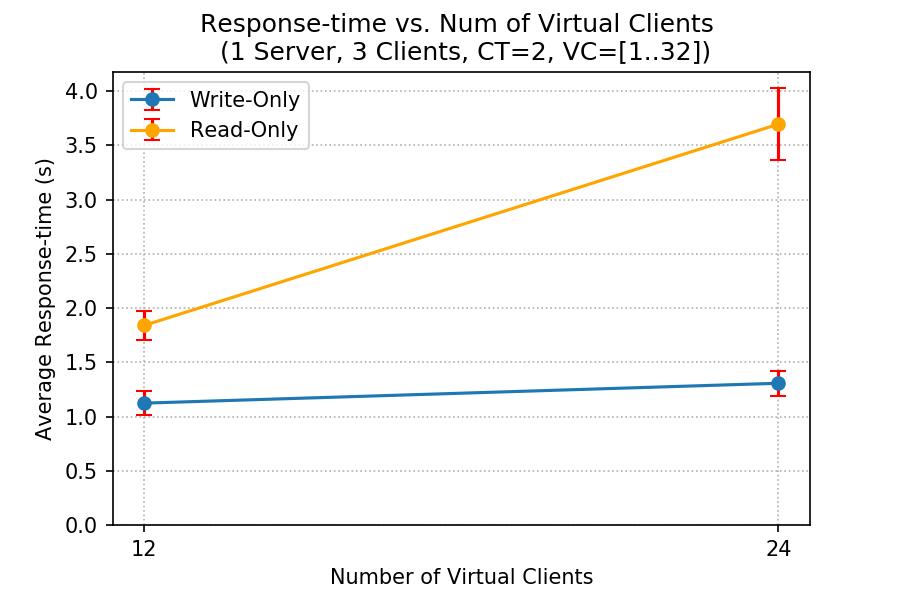 Response-time vs. Num of Virtual Clients
(1 Server, 3 Clients, CT=2, VC=[1..32])
Write-Only
Read-Only
Average Response-time (s)
4.0
3.5
3.0
2.5
2.0
1.5
1.0
0.5
0.0
12
24
Number of Virtual Clients